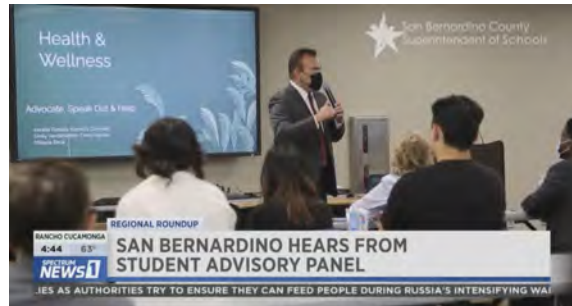 San Bernardino County
Superintendent of Schools
Health &
Wellness
Advocate, Speak Out & Help
REGIONAL ROUNDUP
RANCHO CUCAMONGA
4:44 63°
SPECTRUM
NEWS 1
SAN BERNARDINO HEARS FROM
STUDENT ADVISORY PANEL
.IES AS AUTHORITIES TRY TO ENSURE THEY CAN FEED PEOPLE DURING RUSSIA'S INTENSIFYING WA